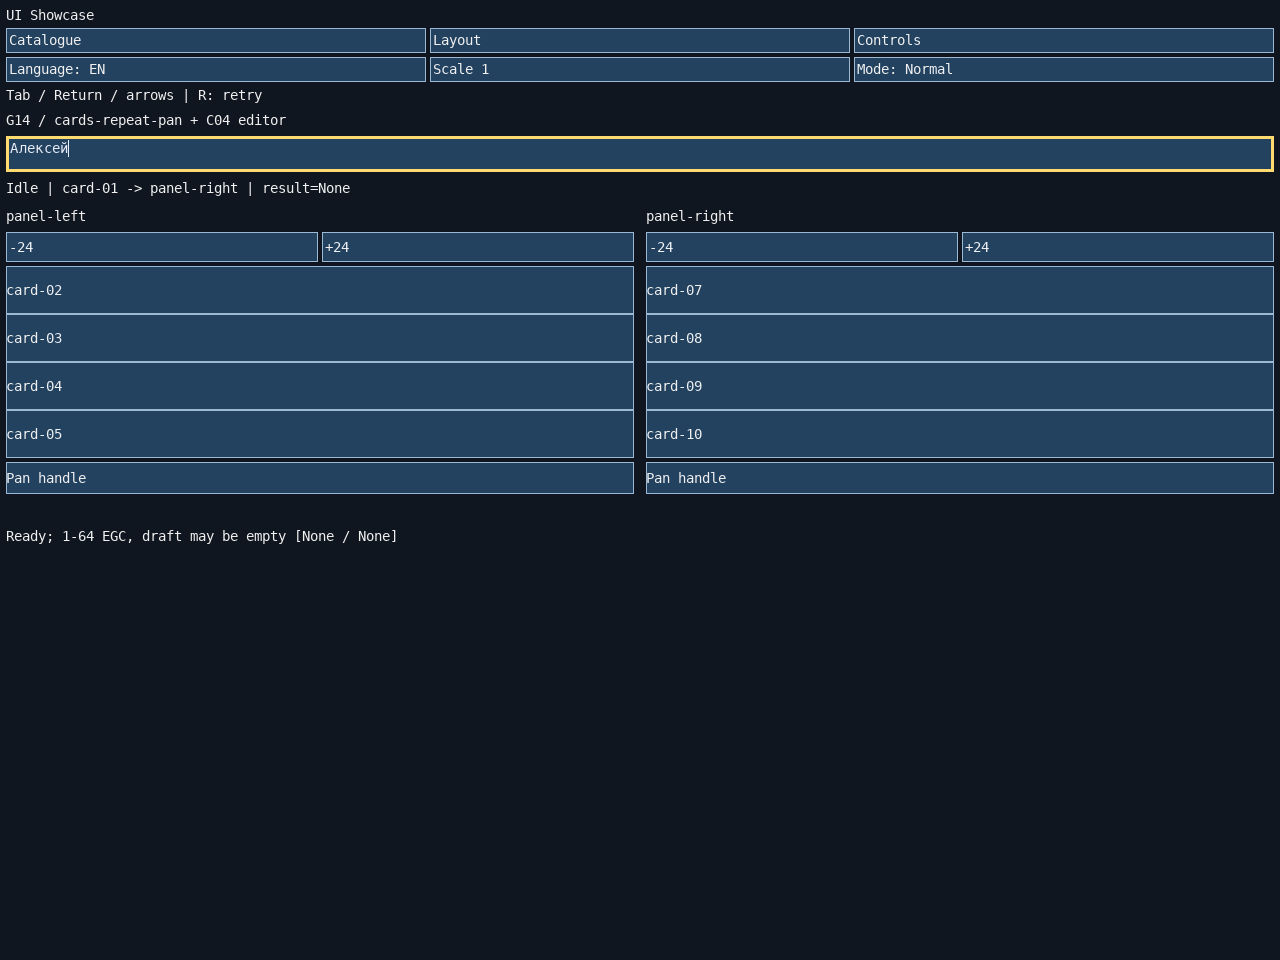 UI Showcase
Catalogue Layout Controls
Language: EN Scale 1 Mode: Normal
Tab / Return / arrows | R: retry
G14 / cards-repeat-pan + C04 editor
Алексей
Idle | card-01 -> panel-right | result=None
panel-left panel-right
-24 +24 -24 +24
card-02 card-07
card-03 card-08
card-04 card-09
card-05 card-10
Pan handle Pan handle
Ready; 1-64 EGC, draft may be empty [None / None]